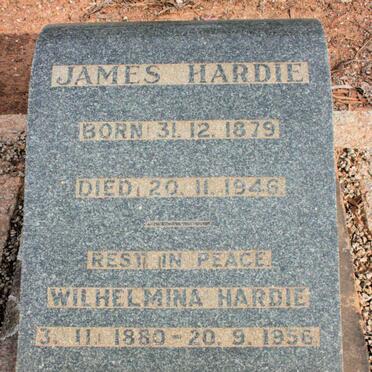 JAMES HARDIE
BORN 31. 12. 1879
DIED 20. 11. 1946
REST IN PEACE
WILHELMINA HARDIE
3. 11. 1880 - 20. 9. 1956